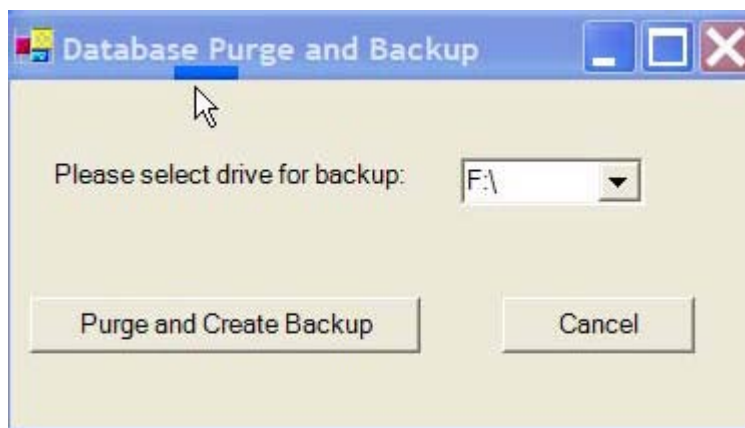 Database Purge and Backup
Please select drive for backup: F:\
Purge and Create Backup Cancel